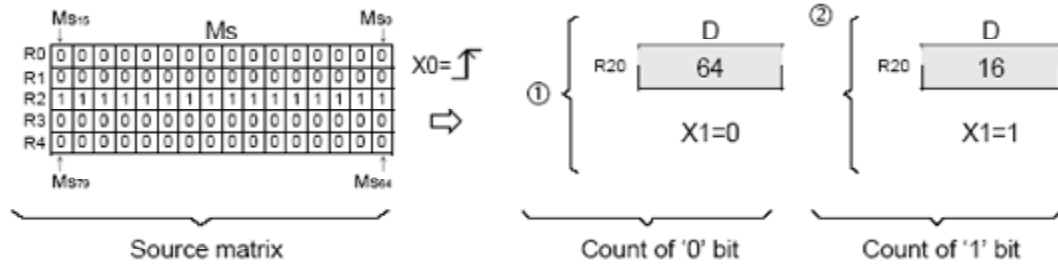 Ms15 Ms0
Ms
R0 0 0 0 0 0 0 0 0 0 0 0 0 0 0 0 0
R1 0 0 0 0 0 0 0 0 0 0 0 0 0 0 0 0
R2 1 1 1 1 1 1 1 1 1 1 1 1 1 1 1 1
R3 0 0 0 0 0 0 0 0 0 0 0 0 0 0 0 0
R4 0 0 0 0 0 0 0 0 0 0 0 0 0 0 0 0
Ms79 Ms64
Source matrix
X0=
①
D
R20 64
X1=0
Count of '0' bit
②
D
R20 16
X1=1
Count of '1' bit